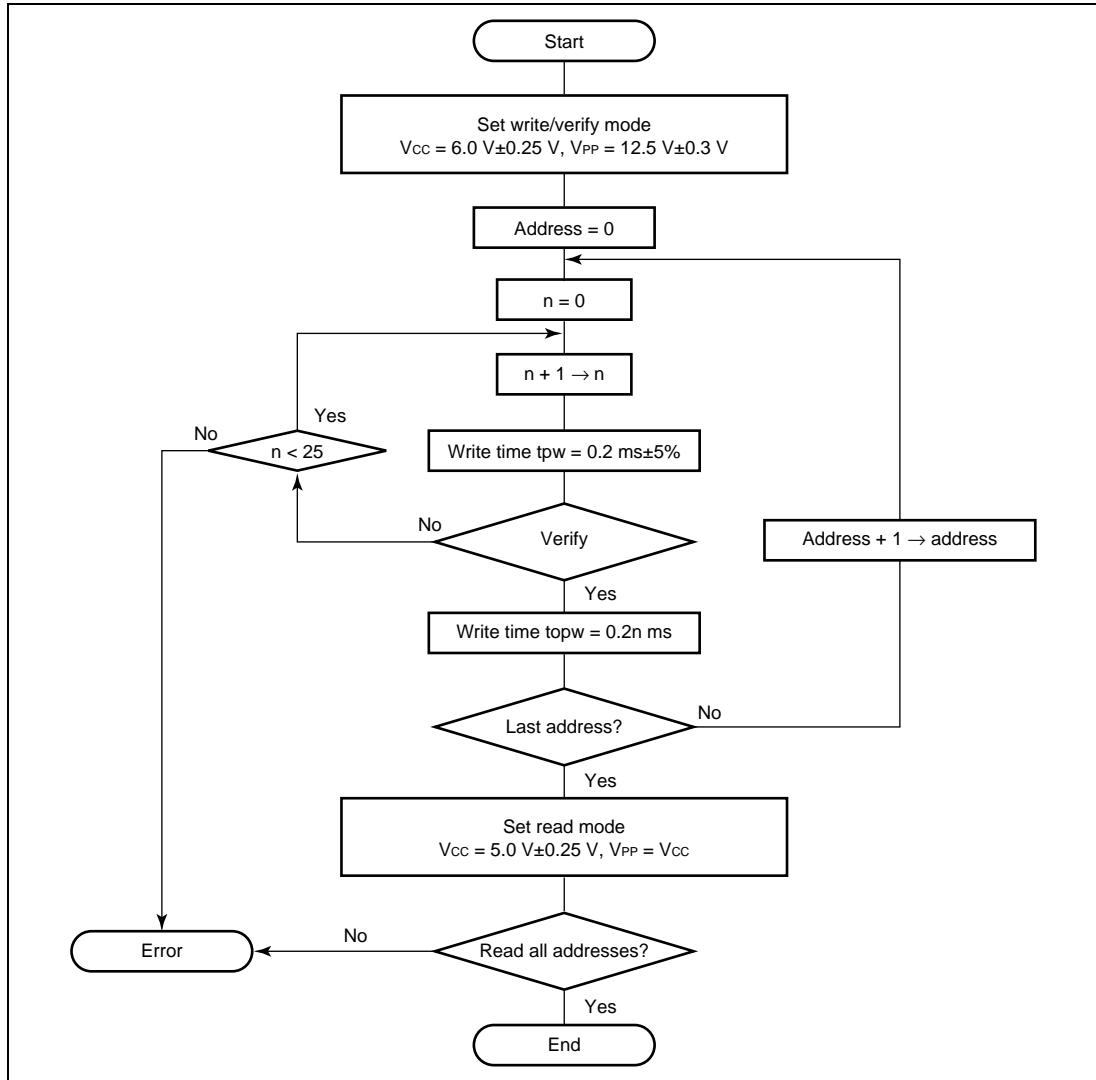 Start
Set write/verify mode
VCC = 6.0 V±0.25 V, VPP = 12.5 V±0.3 V
Address = 0
n = 0
n + 1 → n
Yes
No
n < 25
Write time tpw = 0.2 ms±5%
No
Verify
Address + 1 → address
Yes
Write time topw = 0.2n ms
Last address?
No
Yes
Set read mode
VCC = 5.0 V±0.25 V, VPP = VCC
Error
No
Read all addresses?
Yes
End